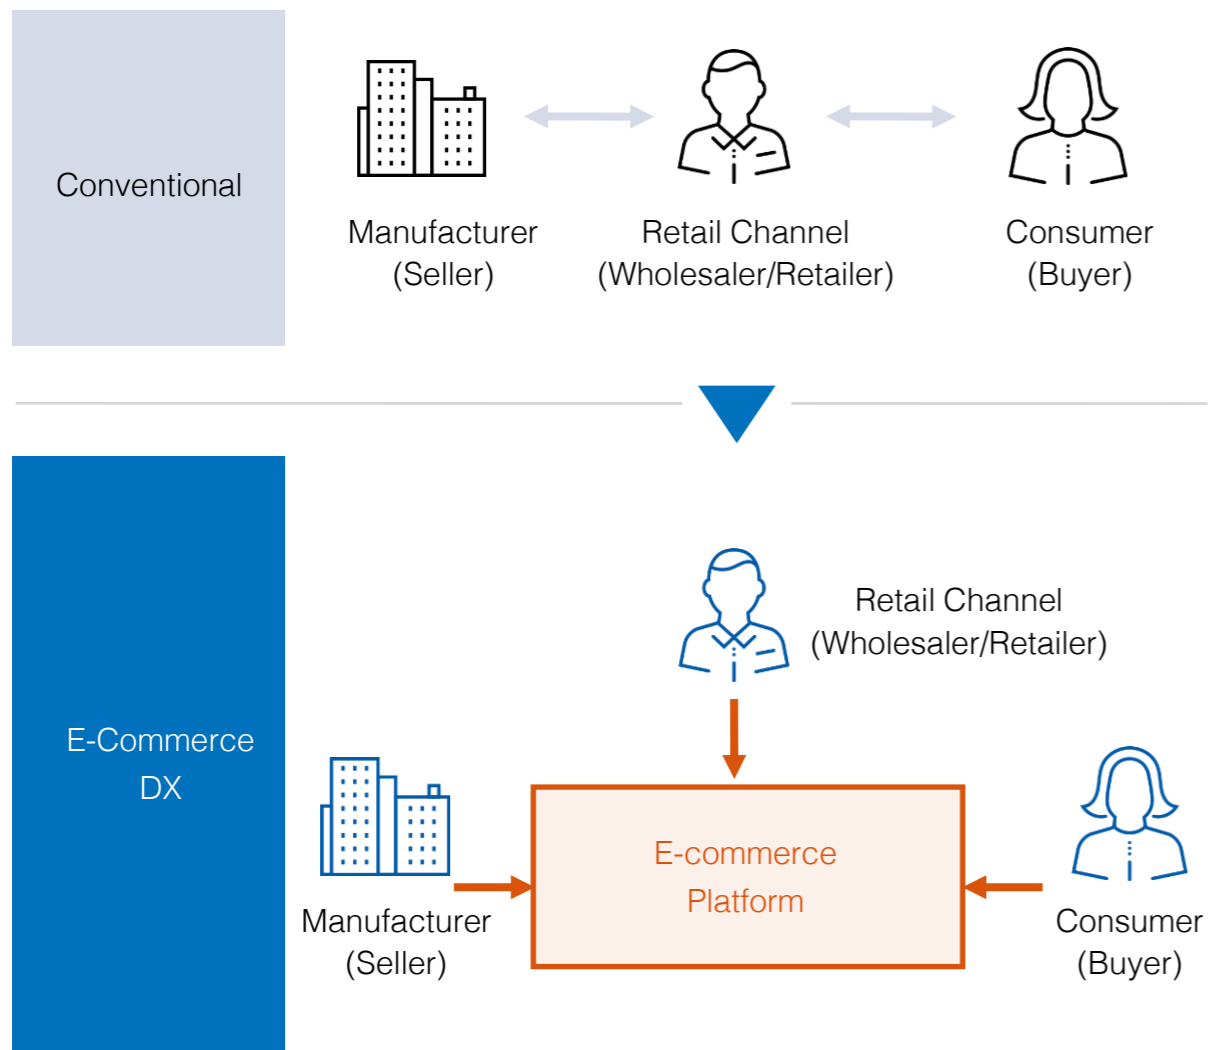 Conventional
Manufacturer
(Seller)
Retail Channel
(Wholesaler/Retailer)
Consumer
(Buyer)
E-Commerce
DX
Retail Channel
(Wholesaler/Retailer)
Manufacturer
(Seller)
E-commerce
Platform
Consumer
(Buyer)